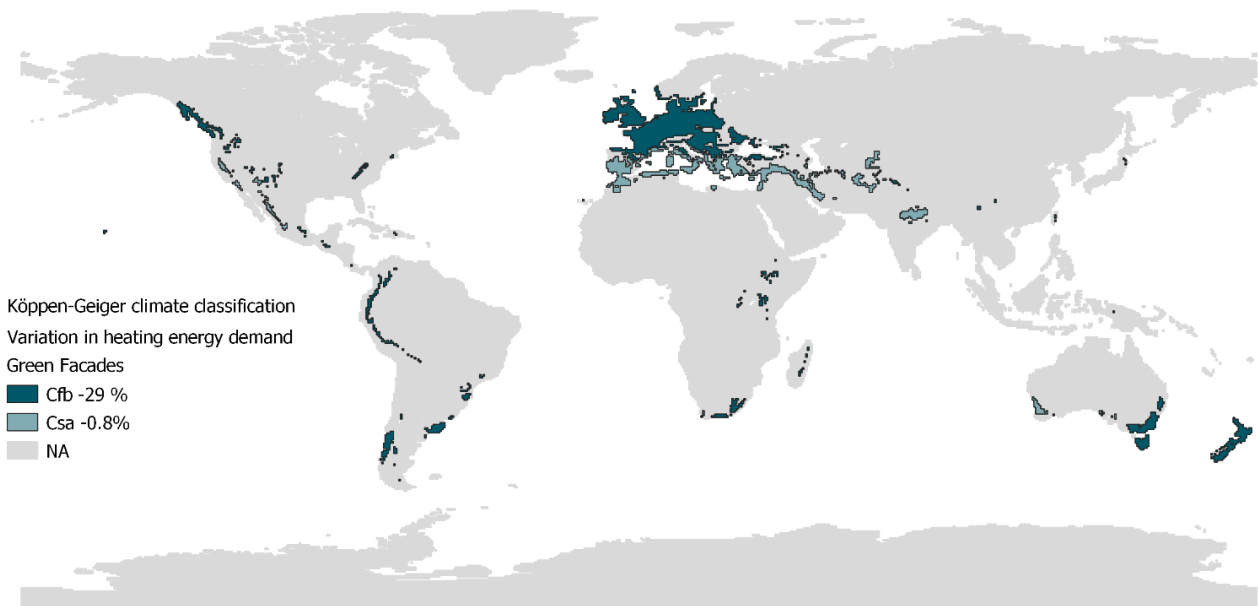 Köppen-Geiger climate classification
Variation in heating energy demand
Green Facades
Cfb -29 %
Csa -0.8%
NA